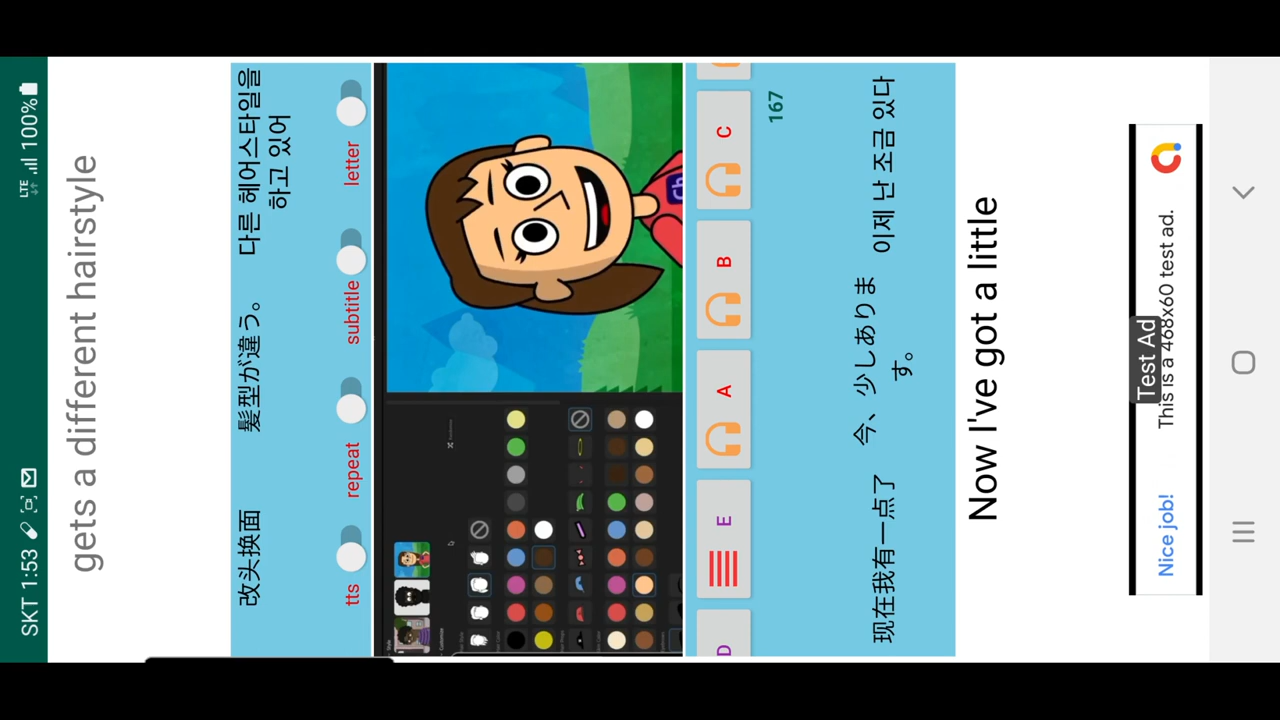 SKT 1:53 LTE 100%
gets a different hairstyle
改头换面
髪型が違う。
다른 헤어스타일을
하고 있어
tts repeat subtitle letter
Ch
D E A B C
167
现在我有一点了
今、少しありま
す。
이제 난 조금 있다
Now I've got a little
Test Ad
Nice job! This is a 468x60 test ad.